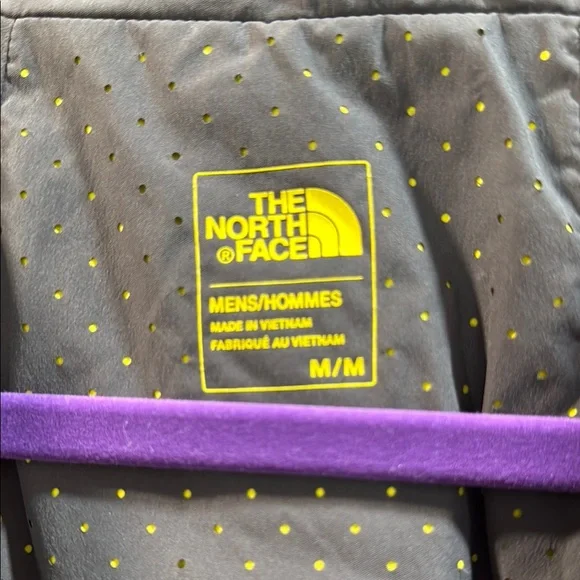 THE
NORTH
®FACE
MENS/HOMMES
MADE IN VIETNAM
FABRIQUÉ AU VIETNAM
M/M